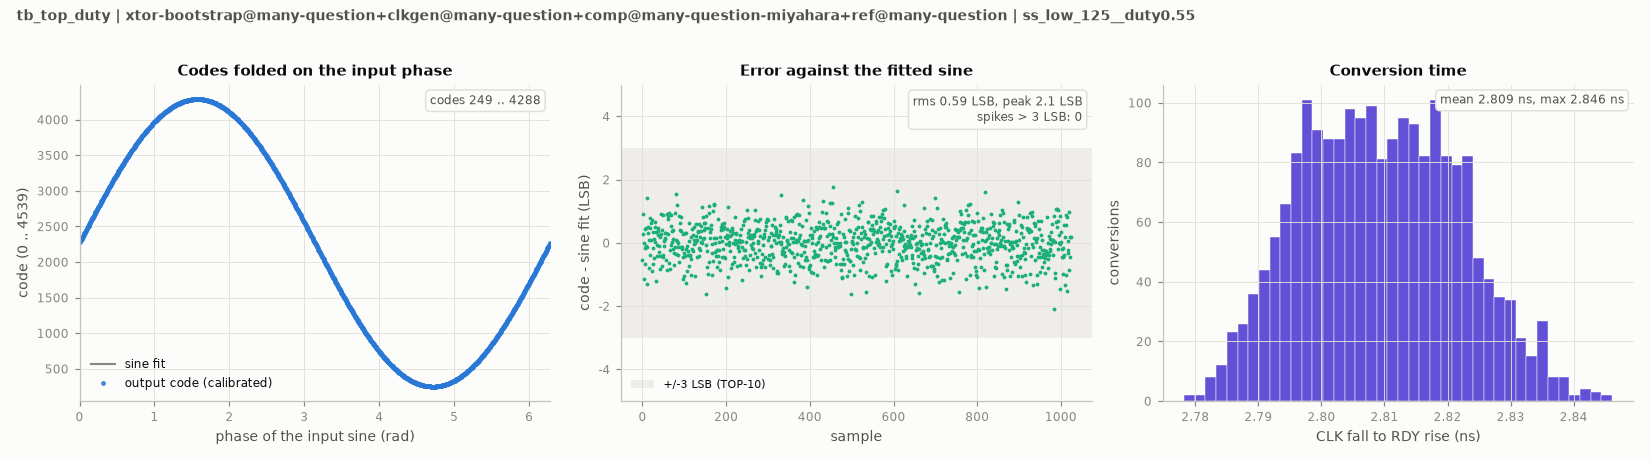 tb_top_duty | xtor-bootstrap@many-question+clkgen@many-question+comp@many-question-miyahara+ref@many-question | ss_low_125__duty0.55
Codes folded on the input phase
codes 249 .. 4288
code (0 .. 4539)
4000
3500
3000
2500
2000
1500
1000
500
sine fit
output code (calibrated)
0 1 2 3 4 5 6
phase of the input sine (rad)
Error against the fitted sine
rms 0.59 LSB, peak 2.1 LSB
spikes > 3 LSB: 0
code - sine fit (LSB)
4
2
0
-2
-4
+/-3 LSB (TOP-10)
0 200 400 600 800 1000
sample
Conversion time
mean 2.809 ns, max 2.846 ns
conversions
100
80
60
40
20
0
2.78 2.79 2.80 2.81 2.82 2.83 2.84
CLK fall to RDY rise (ns)